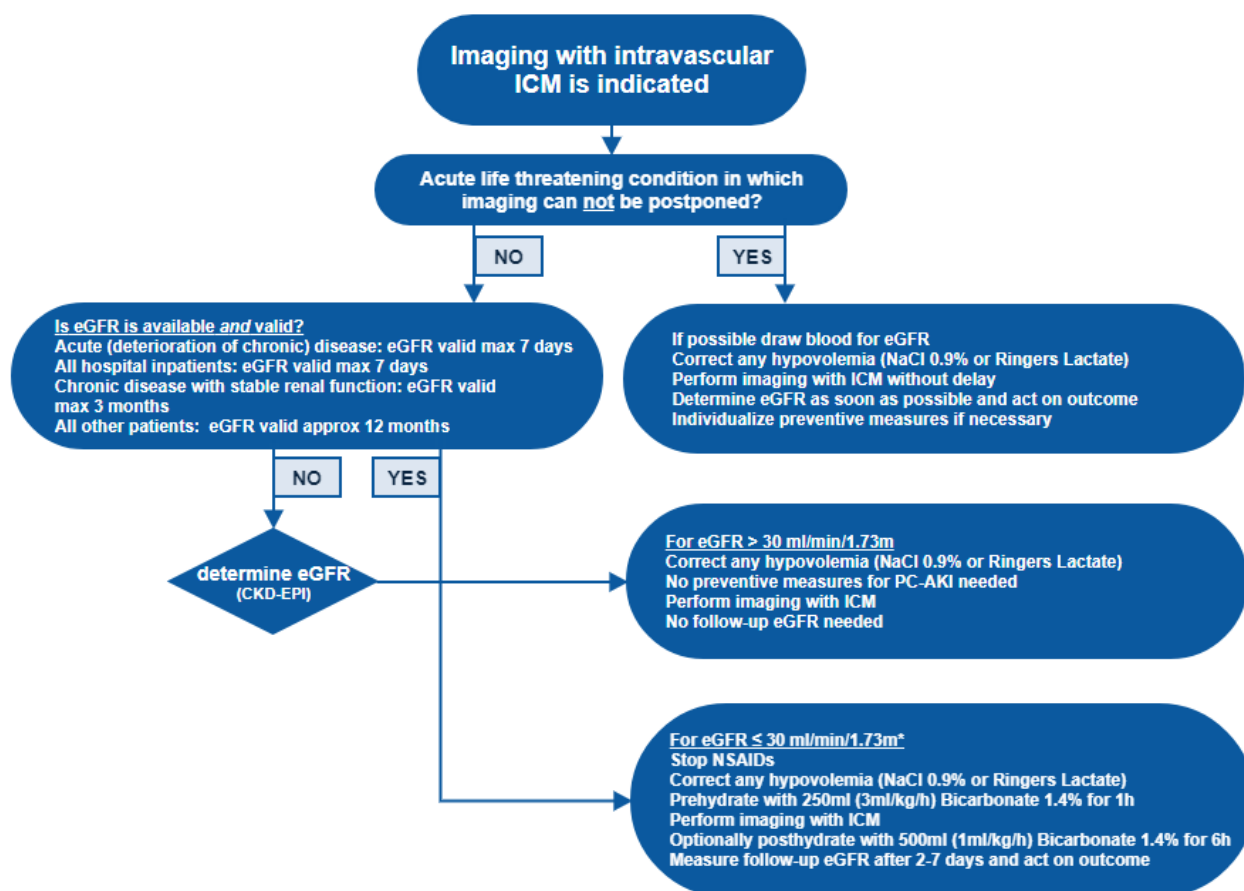 Imaging with intravascular
ICM is indicated
Acute life threatening condition in which
imaging can not be postponed?
NO
YES
Is eGFR is available and valid?
Acute (deterioration of chronic) disease: eGFR valid max 7 days
All hospital inpatients: eGFR valid max 7 days
Chronic disease with stable renal function: eGFR valid
max 3 months
All other patients: eGFR valid approx 12 months
If possible draw blood for eGFR
Correct any hypovolemia (NaCl 0.9% or Ringers Lactate)
Perform imaging with ICM without delay
Determine eGFR as soon as possible and act on outcome
Individualize preventive measures if necessary
NO
YES
determine eGFR
(CKD-EPI)
For eGFR > 30 ml/min/1.73m
Correct any hypovolemia (NaCl 0.9% or Ringers Lactate)
No preventive measures for PC-AKI needed
Perform imaging with ICM
No follow-up eGFR needed
For eGFR ≤ 30 ml/min/1.73m*
Stop NSAIDs
Correct any hypovolemia (NaCl 0.9% or Ringers Lactate)
Prehydrate with 250ml (3ml/kg/h) Bicarbonate 1.4% for 1h
Perform imaging with ICM
Optionally posthydrate with 500ml (1ml/kg/h) Bicarbonate 1.4% for 6h
Measure follow-up eGFR after 2-7 days and act on outcome